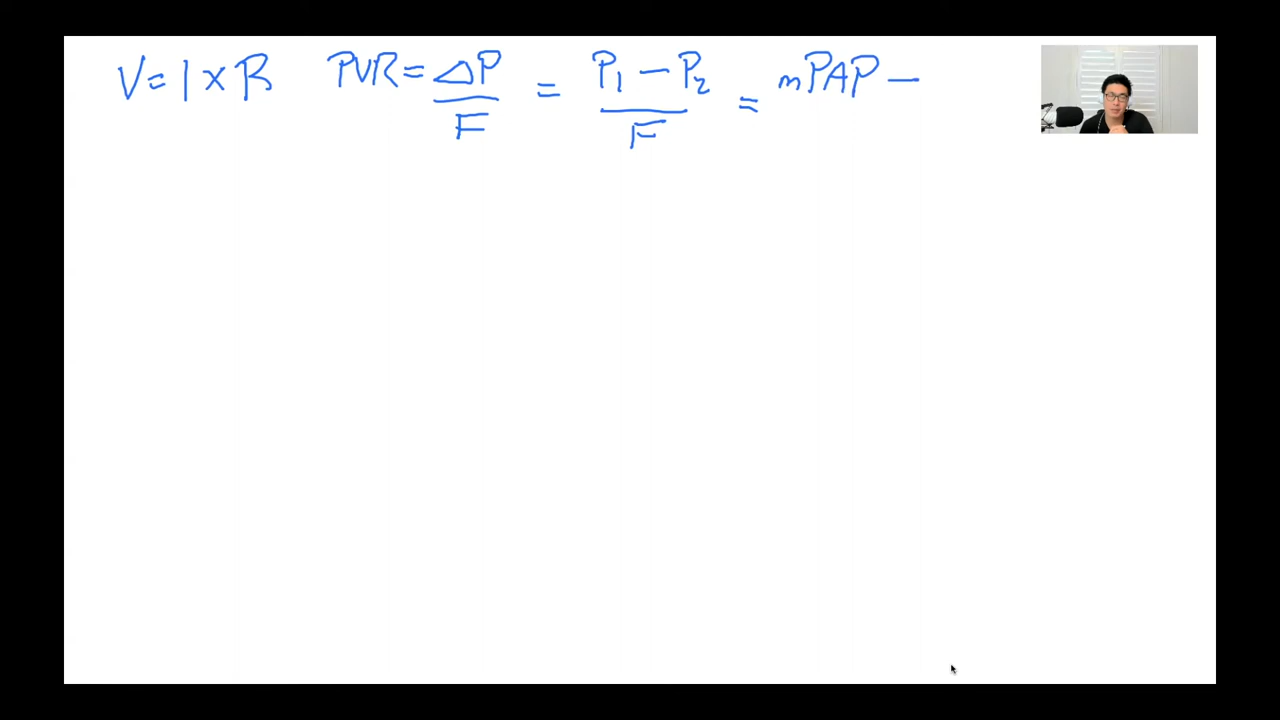 V = I × R PVR = ΔP / F = P₁ − P₂ / F = mPAP −